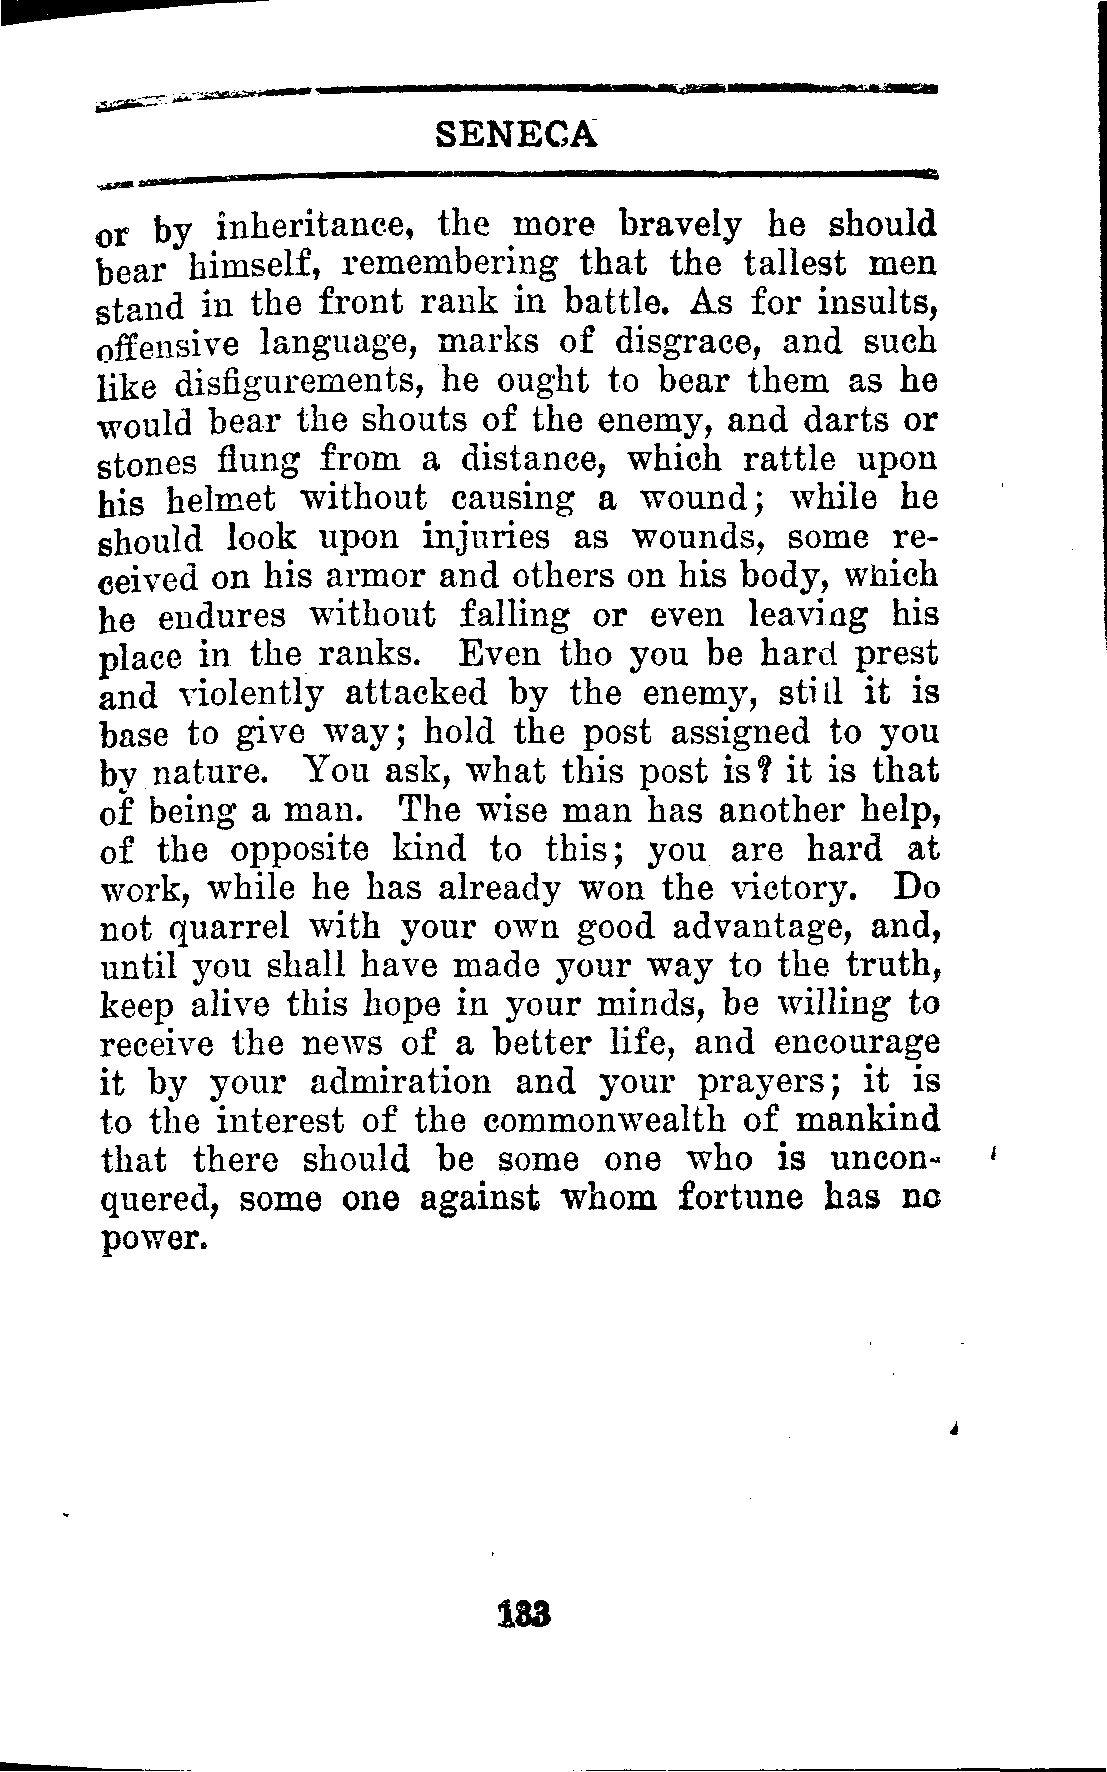 SENECA
or by inheritance, the more bravely he should
bear himself, remembering that the tallest men
stand in the front rank in battle. As for insults,
offensive language, marks of disgrace, and such
like disfigurements, he ought to bear them as he
would bear the shouts of the enemy, and darts or
stones flung from a distance, which rattle upon
his helmet without causing a wound; while he
should look upon injuries as wounds, some re-
ceived on his armor and others on his body, which
he endures without falling or even leaving his
place in the ranks. Even tho you be hard prest
and violently attacked by the enemy, still it is
base to give way; hold the post assigned to you
by nature. You ask, what this post is? it is that
of being a man. The wise man has another help,
of the opposite kind to this; you are hard at
work, while he has already won the victory. Do
not quarrel with your own good advantage, and,
until you shall have made your way to the truth,
keep alive this hope in your minds, be willing to
receive the news of a better life, and encourage
it by your admiration and your prayers; it is
to the interest of the commonwealth of mankind
that there should be some one who is uncon-
quered, some one against whom fortune has no
power.
133